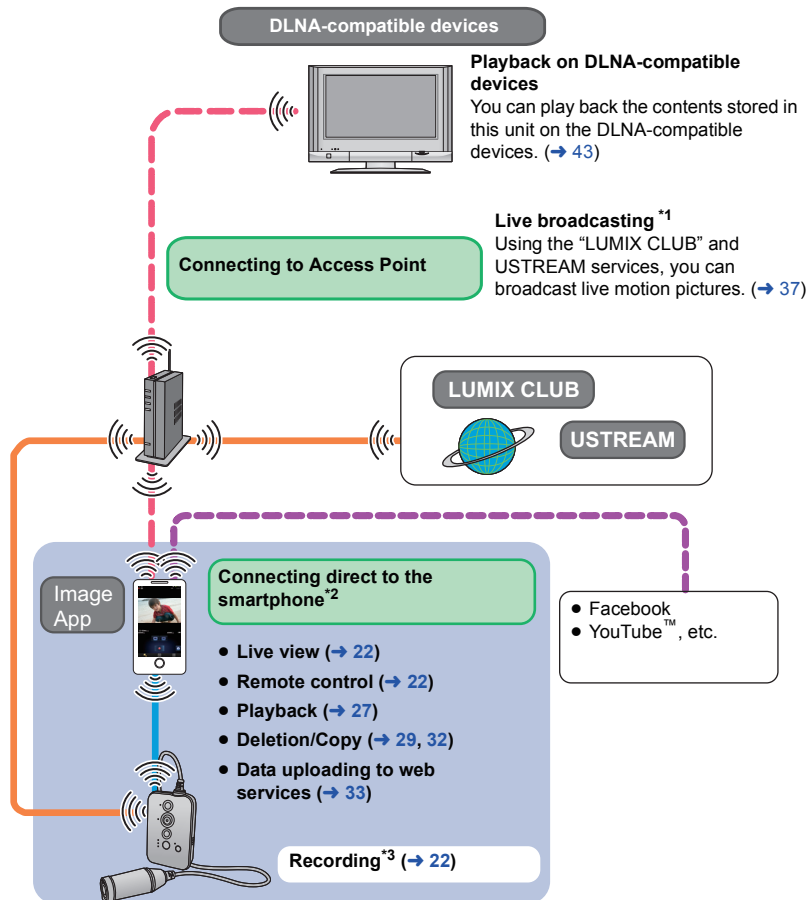 DLNA-compatible devices
Playback on DLNA-compatible
devices
You can play back the contents stored in
this unit on the DLNA-compatible
devices. (➜ 43)
Live broadcasting *1
Using the “LUMIX CLUB” and
USTREAM services, you can
broadcast live motion pictures. (➜ 37)
Connecting to Access Point
LUMIX CLUB
USTREAM
Image
App
Connecting direct to the
smartphone*2
● Live view (➜ 22)
● Remote control (➜ 22)
● Playback (➜ 27)
● Deletion/Copy (➜ 29, 32)
● Data uploading to web
services (➜ 33)
● Facebook
● YouTube™, etc.
Recording*3 (➜ 22)